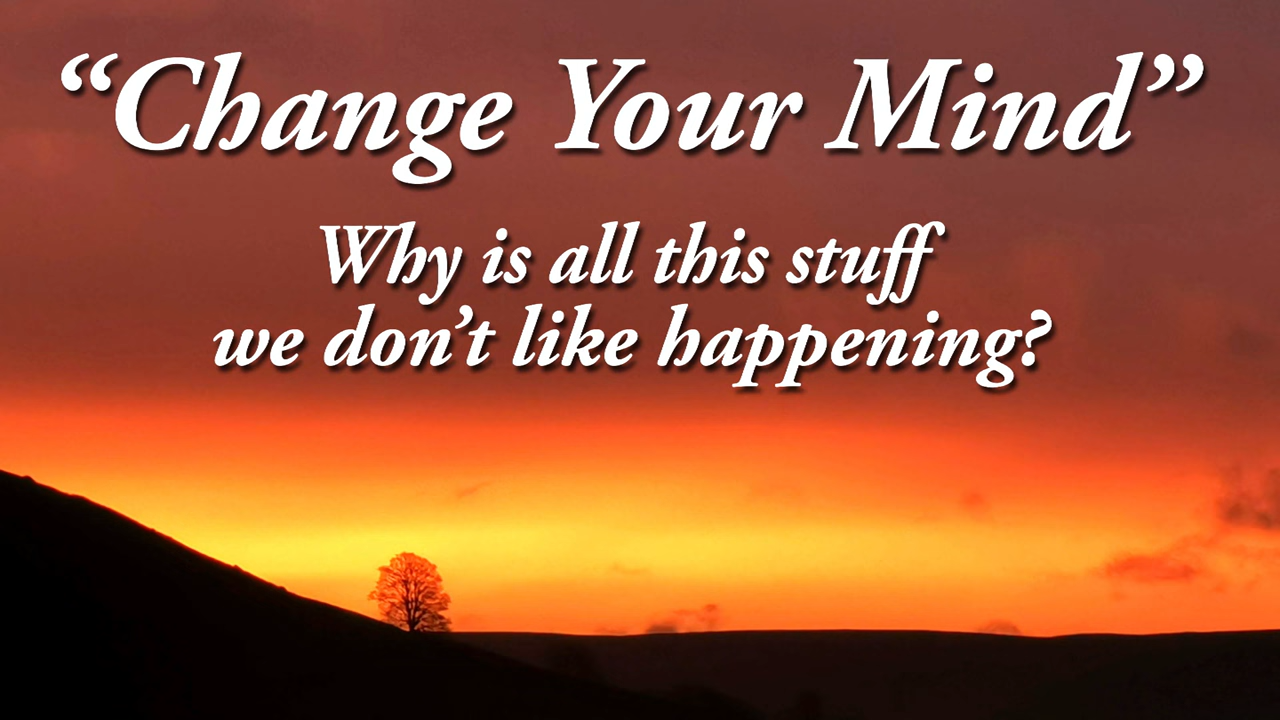 “Change Your Mind”
Why is all this stuff
we don’t like happening?